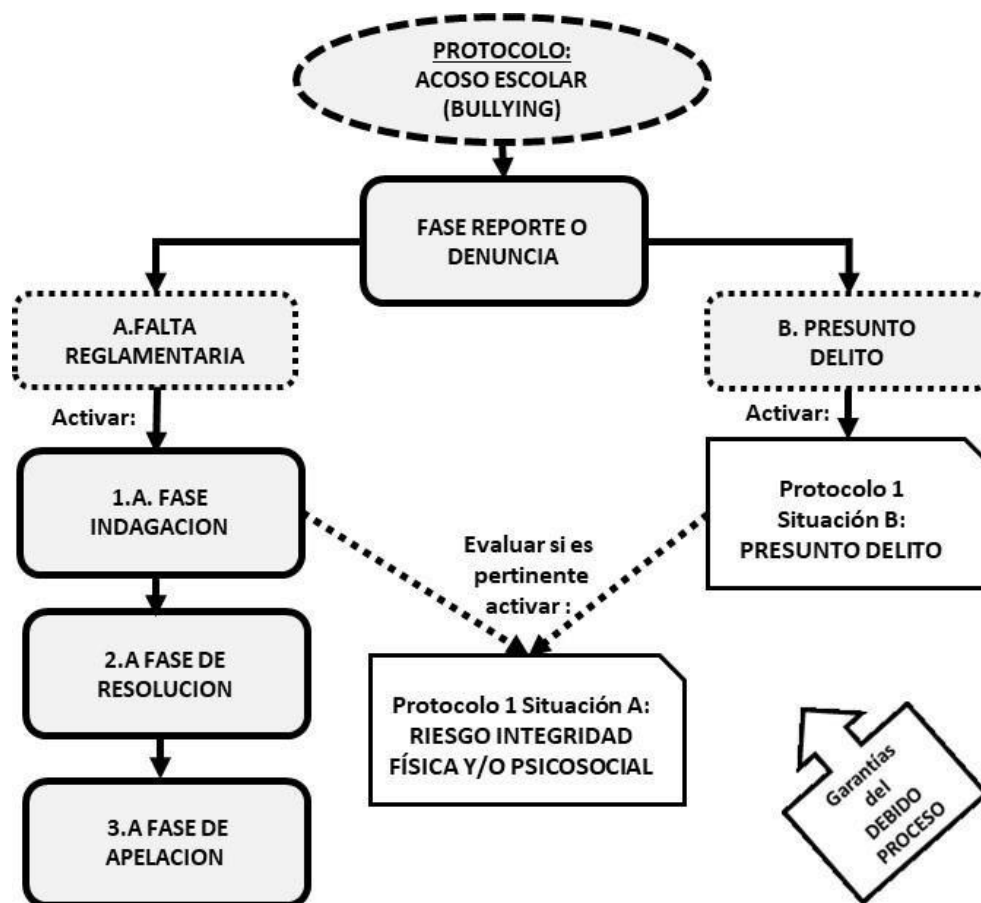 PROTOCOLO:
ACOSO ESCOLAR
(BULLYING)
FASE REPORTE O
DENUNCIA
A.FALTA
REGLAMENTARIA
B. PRESUNTO
DELITO
Activar:
Activar:
1.A. FASE
INDAGACION
Protocolo 1
Situación B:
PRESUNTO DELITO
Evaluar si es
pertinente
activar :
2.A FASE DE
RESOLUCION
Protocolo 1 Situación A:
RIESGO INTEGRIDAD
FÍSICA Y/O PSICOSOCIAL
3.A FASE DE
APELACION
Garantías
del
DEBIDO
PROCESO